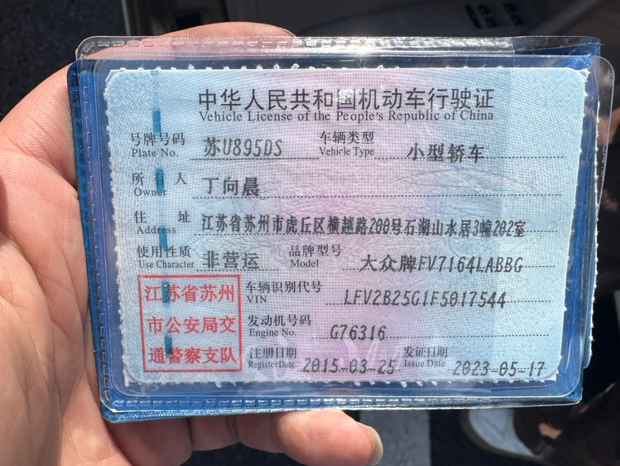 中华人民共和国机动车行驶证
Vehicle License of the People's Republic of China
号牌号码 Plate No. 苏U895DS 车辆类型 Vehicle Type 小型轿车
所有人 Owner 丁向晨
住址 Address 江苏省苏州市虎丘区横越路200号石湖山水居3幢202室
使用性质 Use Character 非营运 品牌型号 Model 大众牌FV7164LABBG
车辆识别代号 VIN LFV2B25G1F5017544
发动机号码 Engine No. G76316
注册日期 Register Date 2015-03-25 发证日期 Issue Date 2023-05-17
江苏省苏州
市公安局交
通警察支队